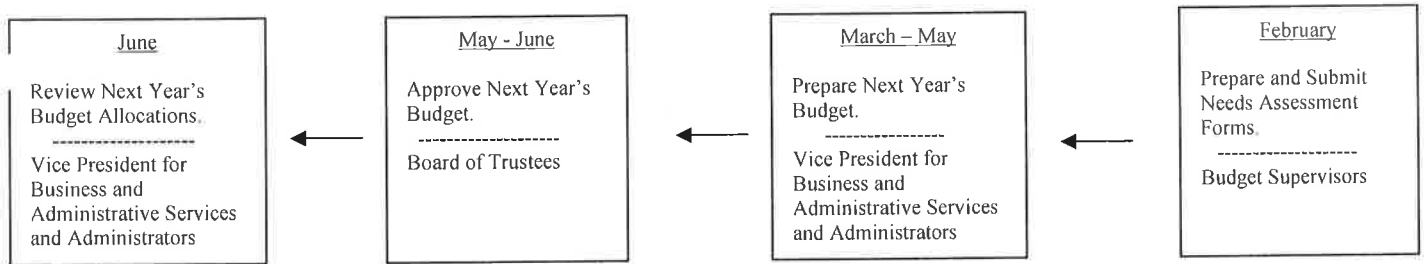 June
Review Next Year's
Budget Allocations.
--------------------
Vice President for
Business and
Administrative Services
and Administrators
May - June
Approve Next Year's
Budget.
--------------------
Board of Trustees
March – May
Prepare Next Year's
Budget.
-----------------
Vice President for
Business and
Administrative Services
and Administrators
February
Prepare and Submit
Needs Assessment
Forms.
--------------------
Budget Supervisors